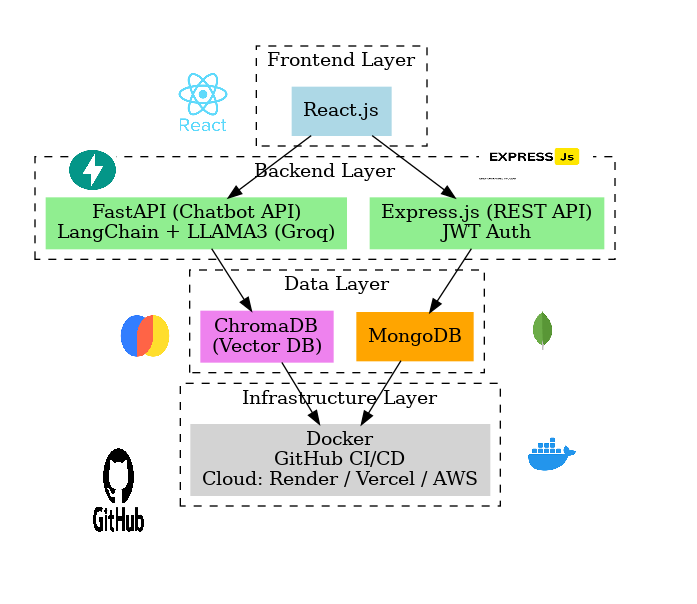 Frontend Layer
React.js
React
EXPRESS Js
Backend Layer
FastAPI (Chatbot API)
LangChain + LLAMA3 (Groq)
Express.js (REST API)
JWT Auth
Data Layer
ChromaDB
(Vector DB)
MongoDB
Infrastructure Layer
Docker
GitHub CI/CD
Cloud: Render / Vercel / AWS
GitHub